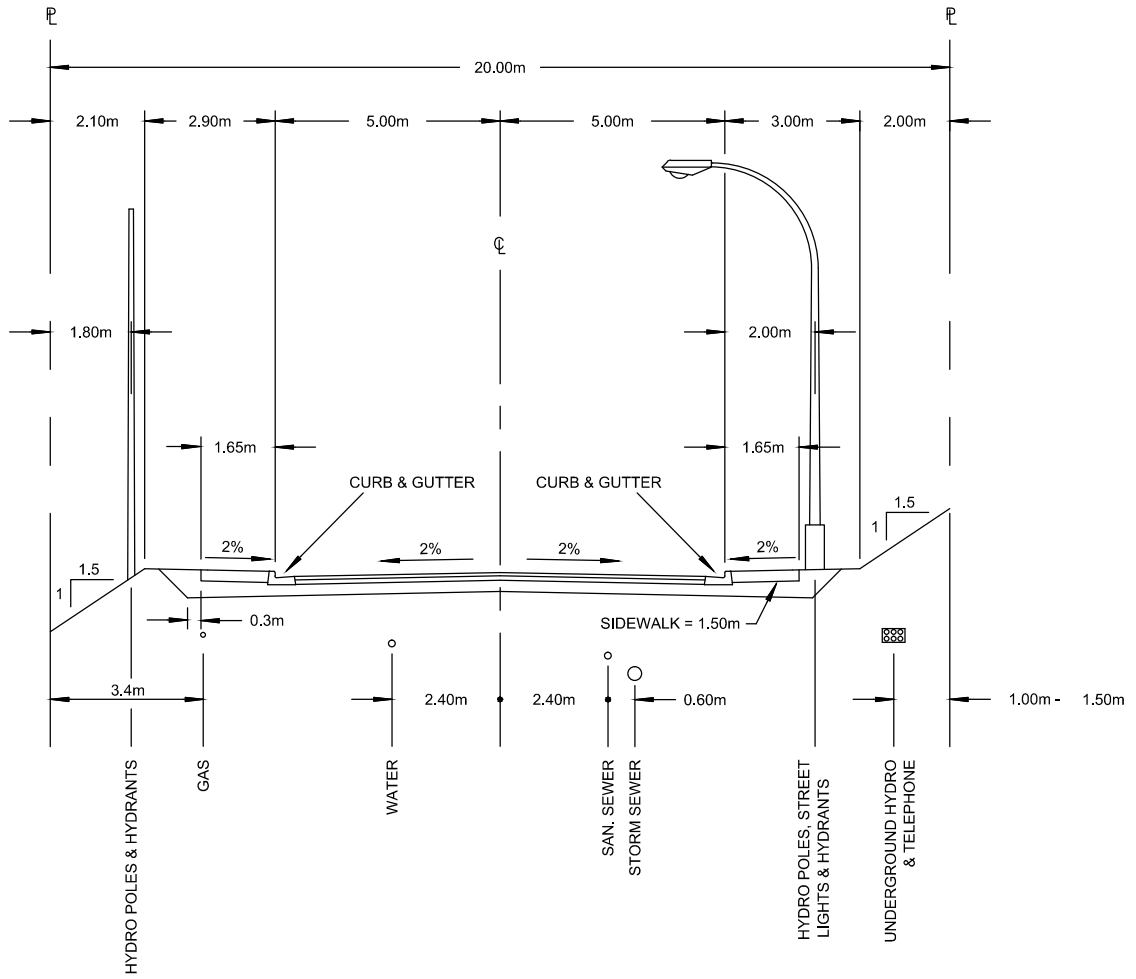 ℄ ℄
20.00m
2.10m 2.90m 5.00m 5.00m 3.00m 2.00m
℄
1.80m 2.00m
1.65m 1.65m
CURB & GUTTER CURB & GUTTER
1.5
1
2% 2% 2% 2%
1.5
1
0.3m
SIDEWALK = 1.50m
3.4m
2.40m 2.40m 0.60m 1.00m - 1.50m
HYDRO POLES & HYDRANTS
GAS
WATER
SAN. SEWER
STORM SEWER
HYDRO POLES, STREET
LIGHTS & HYDRANTS
UNDERGROUND HYDRO
& TELEPHONE